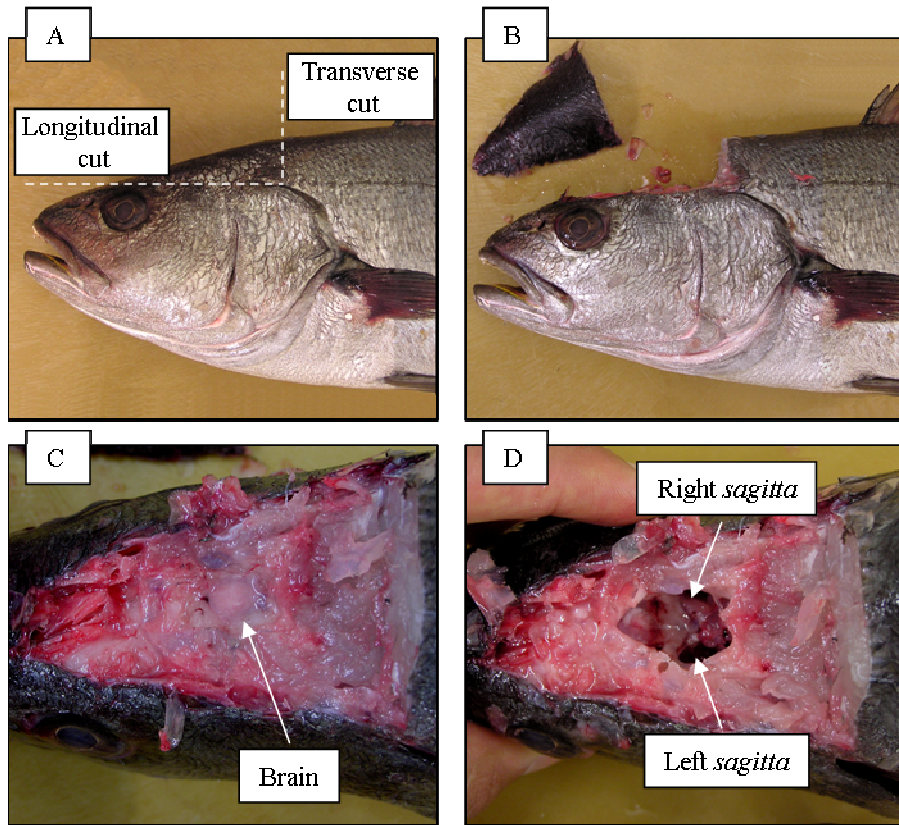 A
Transverse
cut
Longitudinal
cut
B
C
Brain
D
Right sagitta
Left sagitta